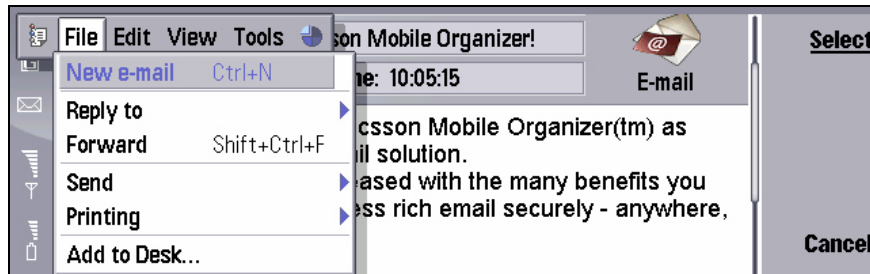 File Edit View Tools
son Mobile Organizer!
Select
New e-mail Ctrl+N
ne: 10:05:15
E-mail
Reply to
Forward Shift+Ctrl+F
csson Mobile Organizer(tm) as
il solution.
Send
eased with the many benefits you
Printing
ess rich email securely - anywhere,
Add to Desk...
Cancel